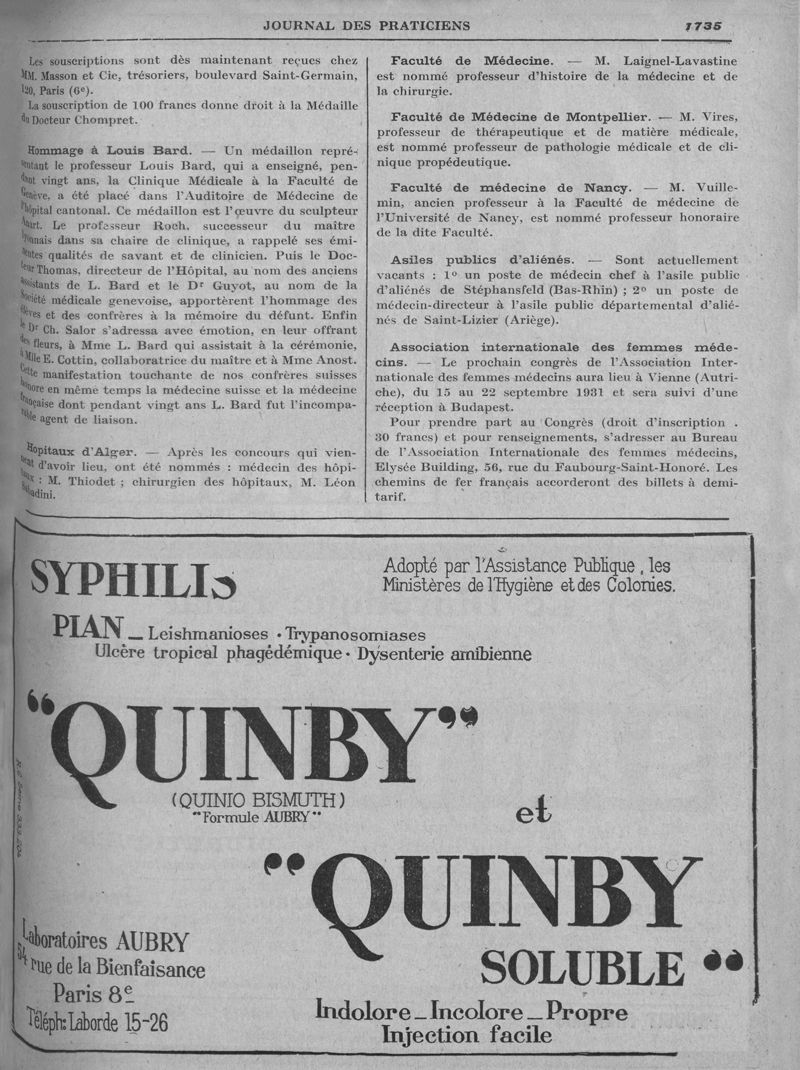 JOURNAL DES PRATICIENS
1735
Les souscriptions sont dès maintenant reçues chez
MM. Masson et Cie, trésoriers, boulevard Saint-Germain,
120, Paris (6e).
La souscription de 100 francs donne droit à la Médaille
du Docteur Chompret.
Hommage à Louis Bard. — Un médaillon repré-
sentant le professeur Louis Bard, qui a enseigné, pen-
dant vingt ans, la Clinique Médicale à la Faculté de
Genève, a été placé dans l'Auditoire de Médecine de
l'hôpital cantonal. Ce médaillon est l'œuvre du sculpteur
Le professeur Roch, successeur du maître
lyonnais dans sa chaire de clinique, a rappelé ses émi-
nentes qualités de savant et de clinicien. Puis le Doc-
teur Thomas, directeur de l'Hôpital, au nom des anciens
assistants de L. Bard et le Dr Guyot, au nom de la
Société médicale genevoise, apportèrent l'hommage des
élèves et des confrères à la mémoire du défunt. Enfin
le Dr Ch. Salor s'adressa avec émotion, en leur offrant
des fleurs, à Mme L. Bard qui assistait à la cérémonie,
à Mlle E. Cottin, collaboratrice du maître et à Mme Anost.
Cette manifestation touchante de nos confrères suisses
honore en même temps la médecine suisse et la médecine
française dont pendant vingt ans L. Bard fut l'incompa-
rable agent de liaison.
Hopitaux d'Alger. — Après les concours qui vien-
nent d'avoir lieu, ont été nommés : médecin des hôpi-
taux : M. Thiodet ; chirurgien des hôpitaux, M. Léon
Faculté de Médecine. — M. Laignel-Lavastine
est nommé professeur d'histoire de la médecine et de
la chirurgie.
Faculté de Médecine de Montpellier. — M. Vires,
professeur de thérapeutique et de matière médicale,
est nommé professeur de pathologie médicale et de cli-
nique propédeutique.
Faculté de médecine de Nancy. — M. Vuille-
min, ancien professeur à la Faculté de médecine de
l'Université de Nancy, est nommé professeur honoraire
de la dite Faculté.
Asiles publics d'aliénés. — Sont actuellement
vacants : 1o un poste de médecin chef à l'asile public
d'aliénés de Stéphansfeld (Bas-Rhin) ; 2o un poste de
médecin-directeur à l'asile public départemental d'alié-
nés de Saint-Lizier (Ariège).
Association internationale des femmes méde-
cins. — Le prochain congrès de l'Association Inter-
nationale des femmes médecins aura lieu à Vienne (Autri-
che), du 15 au 22 septembre 1931 et sera suivi d'une
réception à Budapest.
Pour prendre part au Congrès (droit d'inscription .
30 francs) et pour renseignements, s'adresser au Bureau
de l'Association Internationale des femmes médecins,
Elysée Building, 56, rue du Faubourg-Saint-Honoré. Les
chemins de fer français accorderont des billets à demi-
tarif.
SYPHILIS
Adopté par l'Assistance Publique, les
Ministères de l'Hygiène et des Colonies.
PIAN — Leishmanioses • Trypanosomiases
Ulcère tropical phagédémique • Dysenterie amibienne
"QUINBY"
(QUINIO BISMUTH)
"Formule AUBRY"
et
"QUINBY
SOLUBLE"
Laboratoires AUBRY
54 rue de la Bienfaisance
Paris 8e
Téléph: Laborde 15-26
Indolore — Incolore — Propre
Injection facile